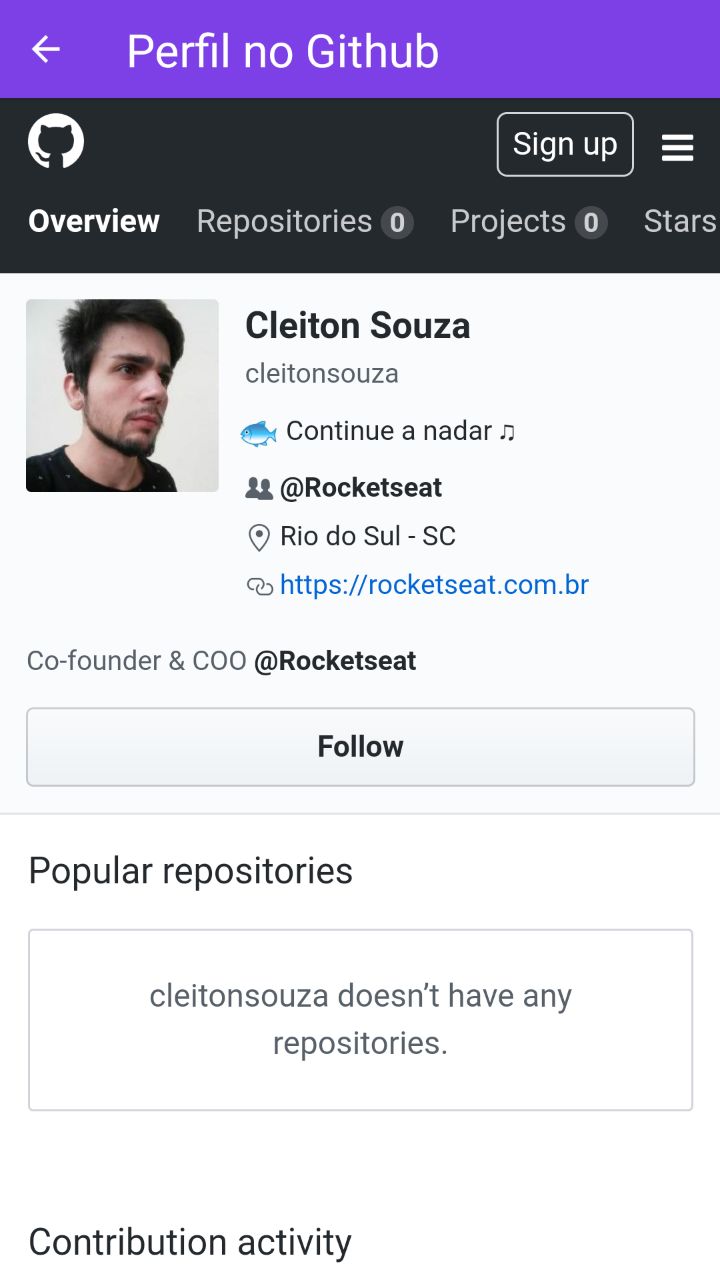 Perfil no Github
Sign up
Overview Repositories 0 Projects 0 Stars
Cleiton Souza
cleitonsouza
Continue a nadar ♫
@Rocketseat
Rio do Sul - SC
https://rocketseat.com.br
Co-founder & COO @Rocketseat
Follow
Popular repositories
cleitonsouza doesn’t have any
repositories.
Contribution activity